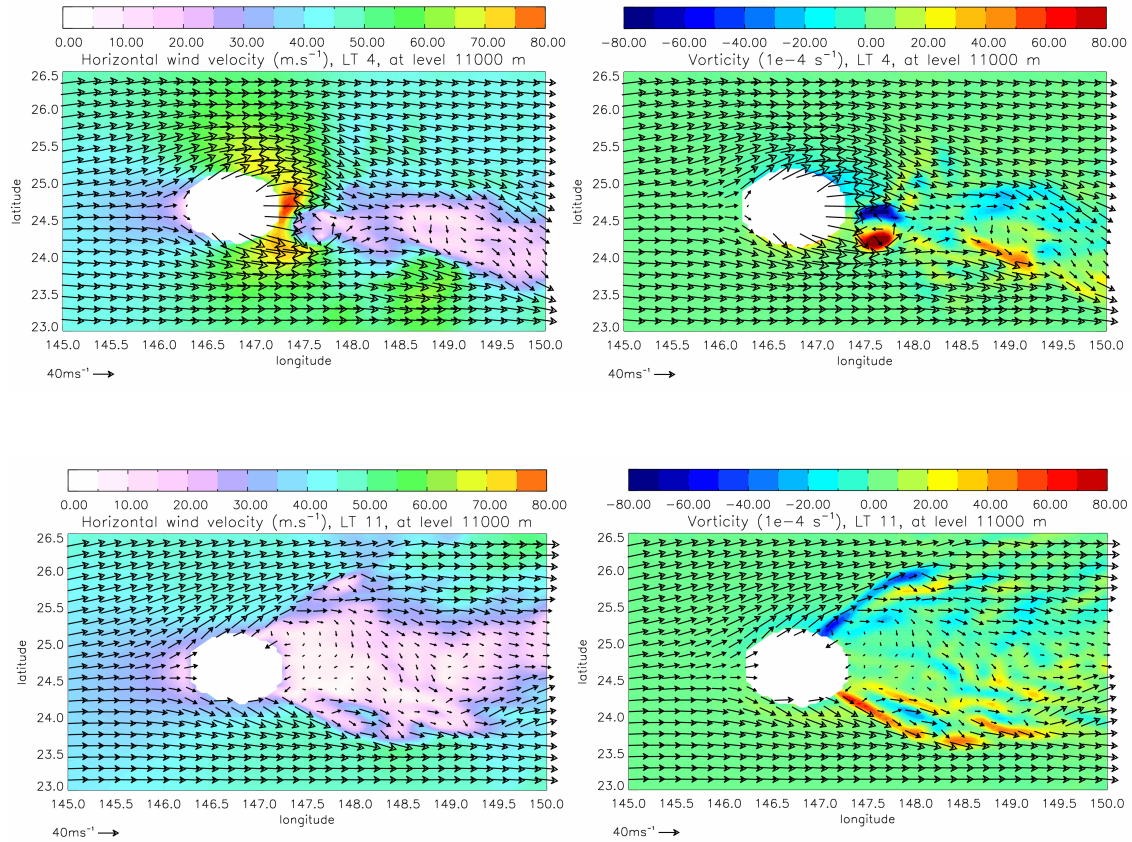 0.00 10.00 20.00 30.00 40.00 50.00 60.00 70.00 80.00
Horizontal wind velocity (m.s⁻¹), LT 4, at level 11000 m
26.5
26.0
25.5
25.0
24.5
24.0
23.5
23.0
latitude
145.0 145.5 146.0 146.5 147.0 147.5 148.0 148.5 149.0 149.5 150.0
longitude
40ms⁻¹
−80.00 −60.00 −40.00 −20.00 0.00 20.00 40.00 60.00 80.00
Vorticity (1e−4 s⁻¹), LT 4, at level 11000 m
26.5
26.0
25.5
25.0
24.5
24.0
23.5
23.0
latitude
145.0 145.5 146.0 146.5 147.0 147.5 148.0 148.5 149.0 149.5 150.0
longitude
40ms⁻¹
0.00 10.00 20.00 30.00 40.00 50.00 60.00 70.00 80.00
Horizontal wind velocity (m.s⁻¹), LT 11, at level 11000 m
26.5
26.0
25.5
25.0
24.5
24.0
23.5
23.0
latitude
145.0 145.5 146.0 146.5 147.0 147.5 148.0 148.5 149.0 149.5 150.0
longitude
40ms⁻¹
−80.00 −60.00 −40.00 −20.00 0.00 20.00 40.00 60.00 80.00
Vorticity (1e−4 s⁻¹), LT 11, at level 11000 m
26.5
26.0
25.5
25.0
24.5
24.0
23.5
23.0
latitude
145.0 145.5 146.0 146.5 147.0 147.5 148.0 148.5 149.0 149.5 150.0
longitude
40ms⁻¹